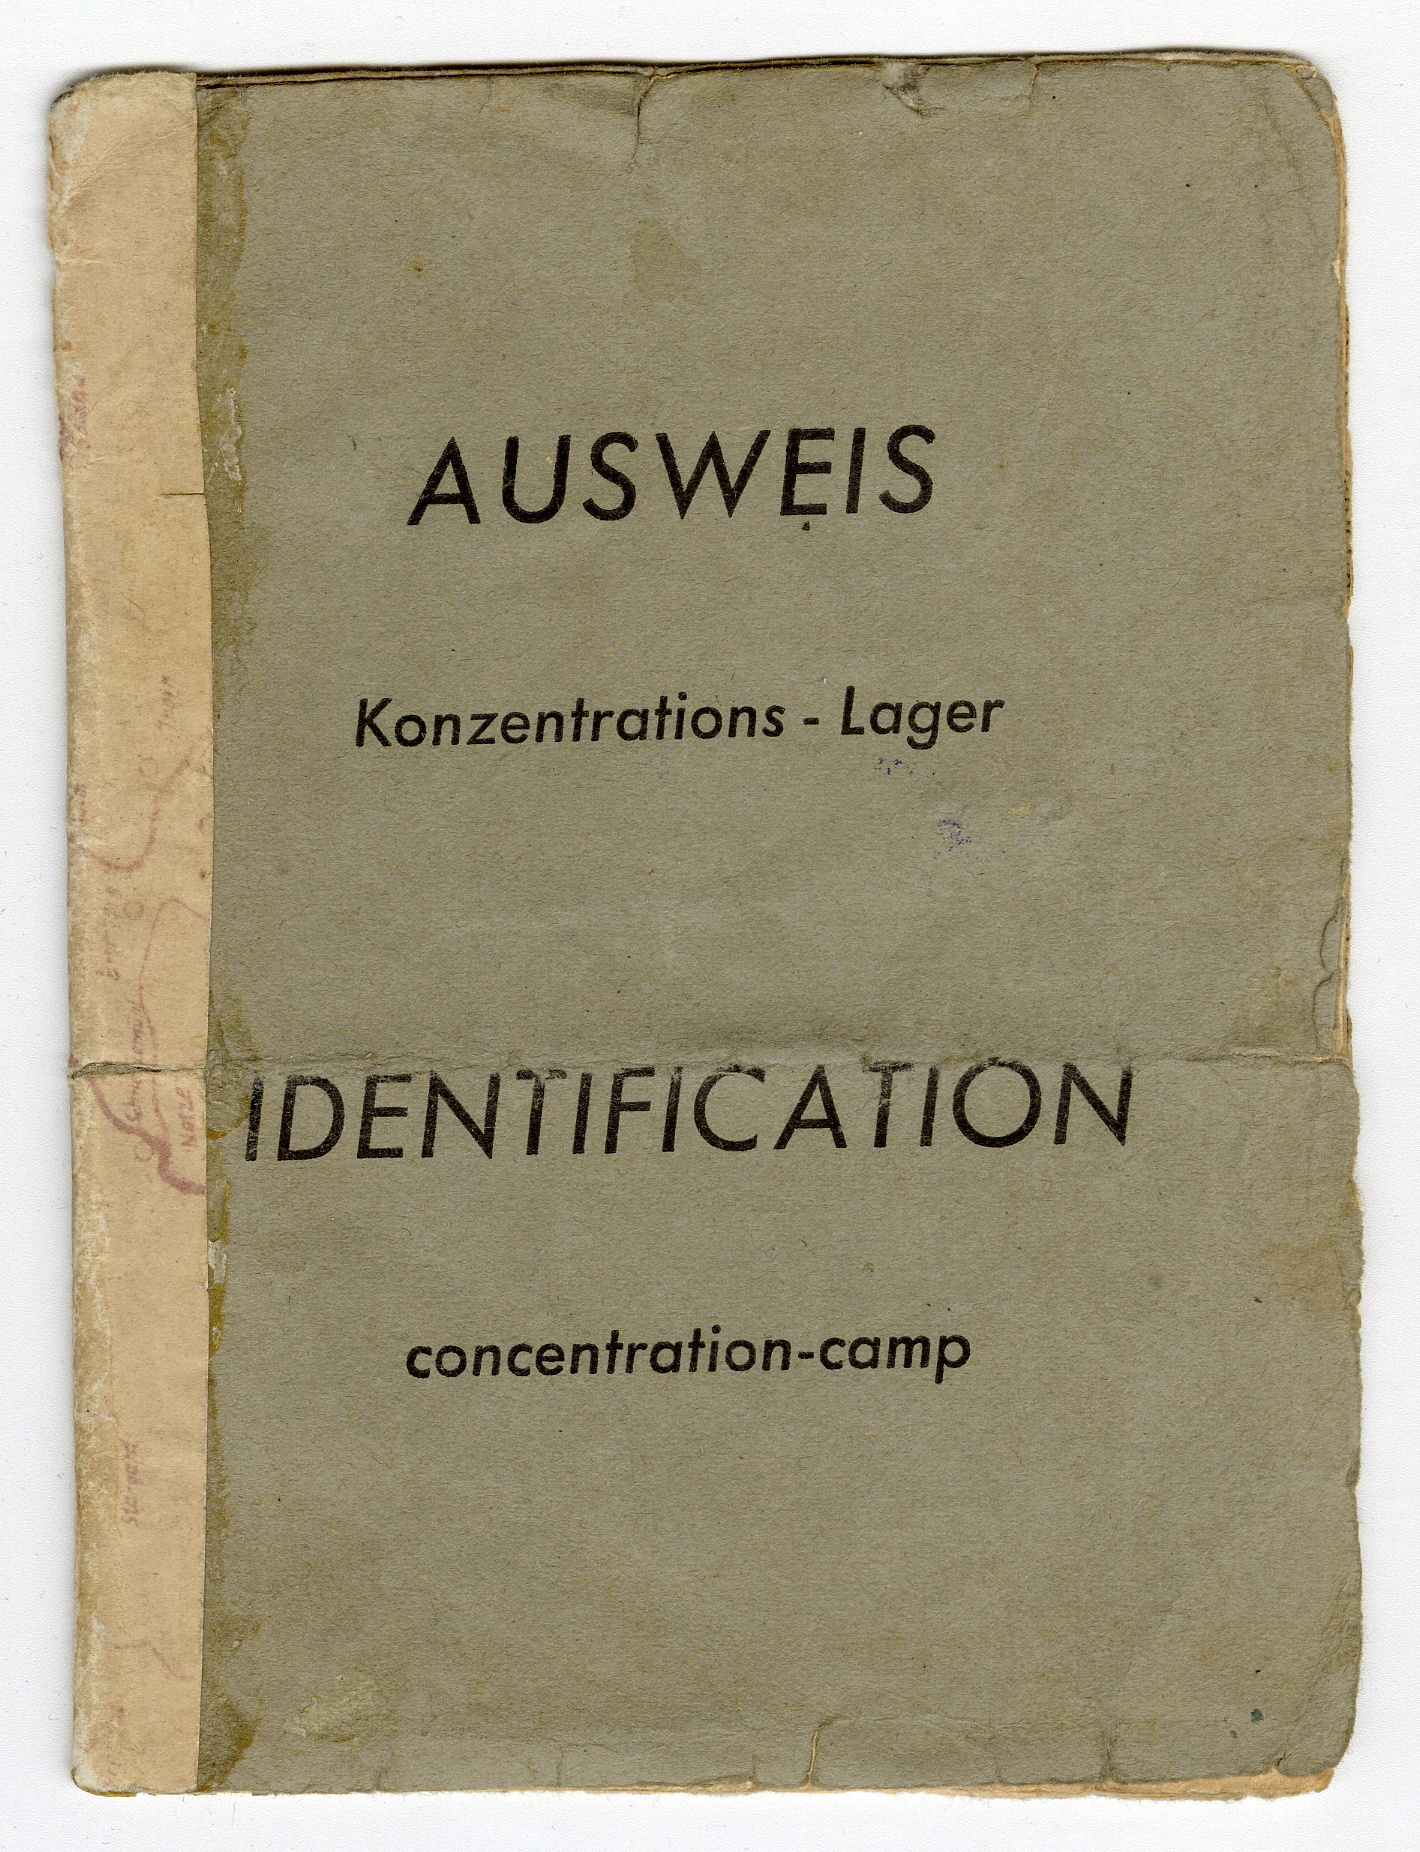 AUSWEIS
Konzentrations - Lager
IDENTIFICATION
concentration-camp